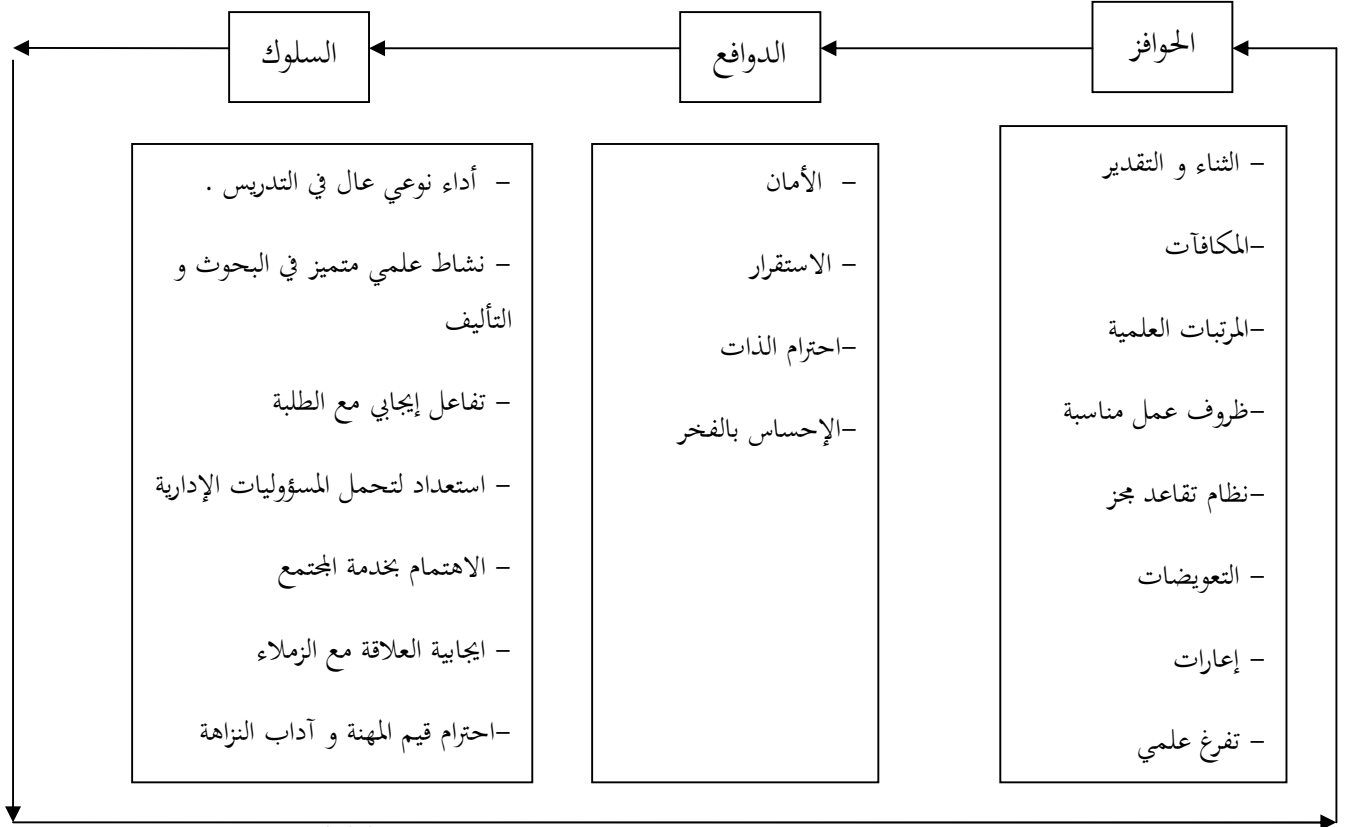 الحوافز
الدوافع
السلوك
– الثناء و التقدير
–المكافآت
–المرتبات العلمية
–ظروف عمل مناسبة
–نظام تقاعد مجز
– التعويضات
– إعارات
– تفرغ علمي
– الأمان
– الاستقرار
–احترام الذات
–الإحساس بالفخر
– أداء نوعي عال في التدريس .
– نشاط علمي متميز في البحوث و
التأليف
– تفاعل إيجابي مع الطلبة
– استعداد لتحمل المسؤوليات الإدارية
– الاهتمام بخدمة المجتمع
– ايجابية العلاقة مع الزملاء
–احترام قيم المهنة و آداب النزاهة